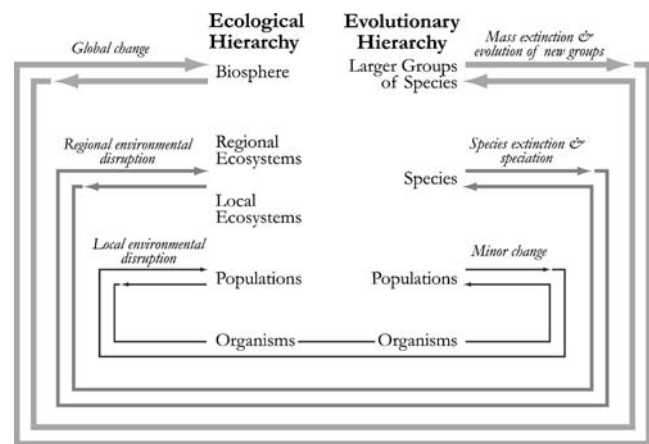 Ecological
Hierarchy
Evolutionary
Hierarchy
Global change
Mass extinction &
evolution of new groups
Biosphere
Larger Groups
of Species
Regional environmental
disruption
Regional
Ecosystems
Species extinction &
speciation
Species
Local
Ecosystems
Local environmental
disruption
Minor change
Populations
Populations
Organisms
Organisms